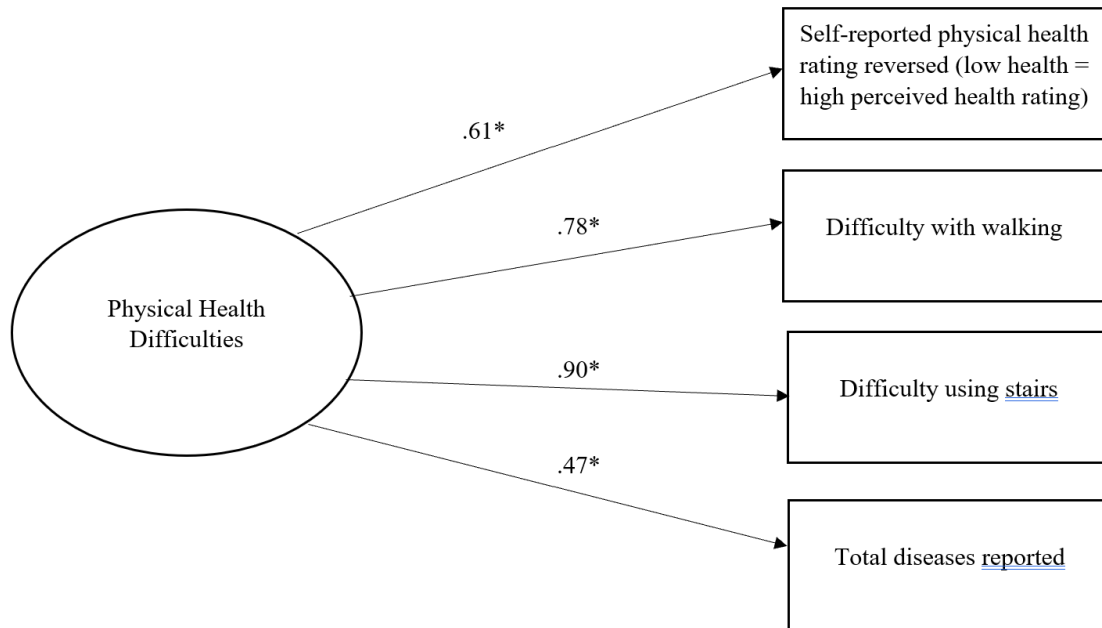 Self-reported physical health
rating reversed (low health =
high perceived health rating)
.61*
.78*
Difficulty with walking
Physical Health
Difficulties
.90*
Difficulty using stairs
.47*
Total diseases reported